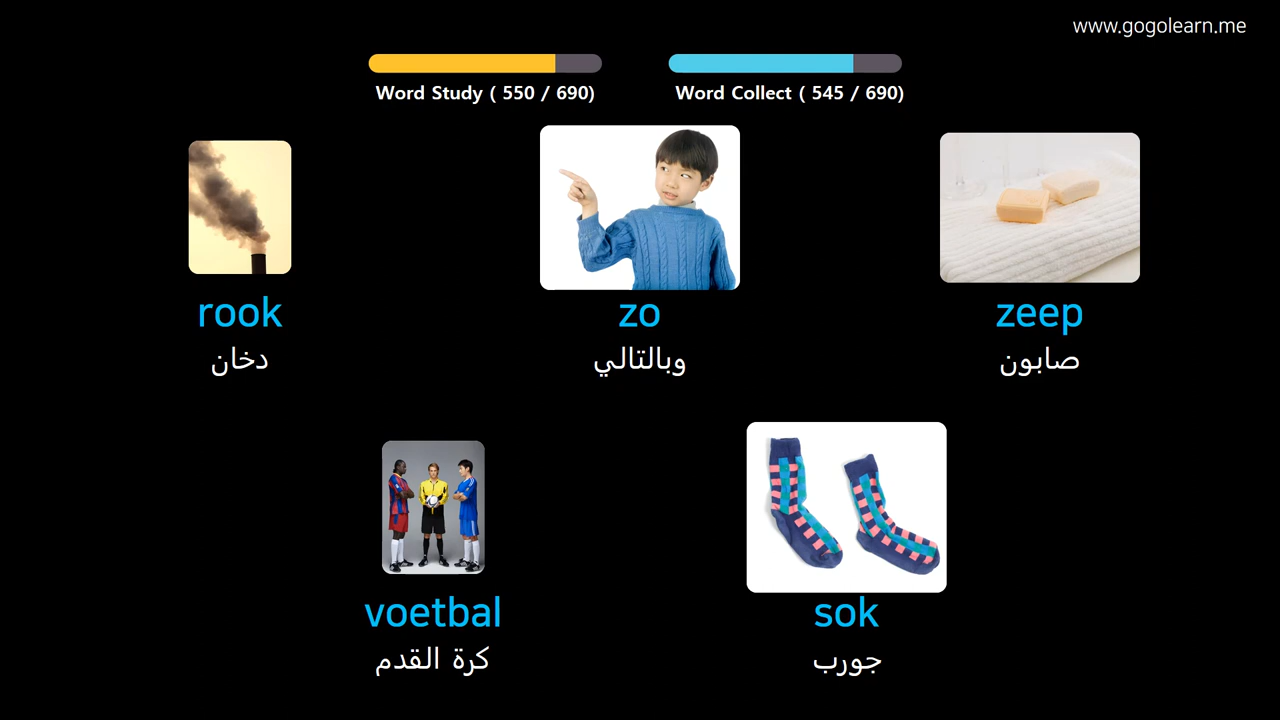 www.gogolearn.me
Word Study ( 550 / 690)
Word Collect ( 545 / 690)
rook
دخان
zo
وبالتالي
zeep
صابون
voetbal
كرة القدم
sok
جورب